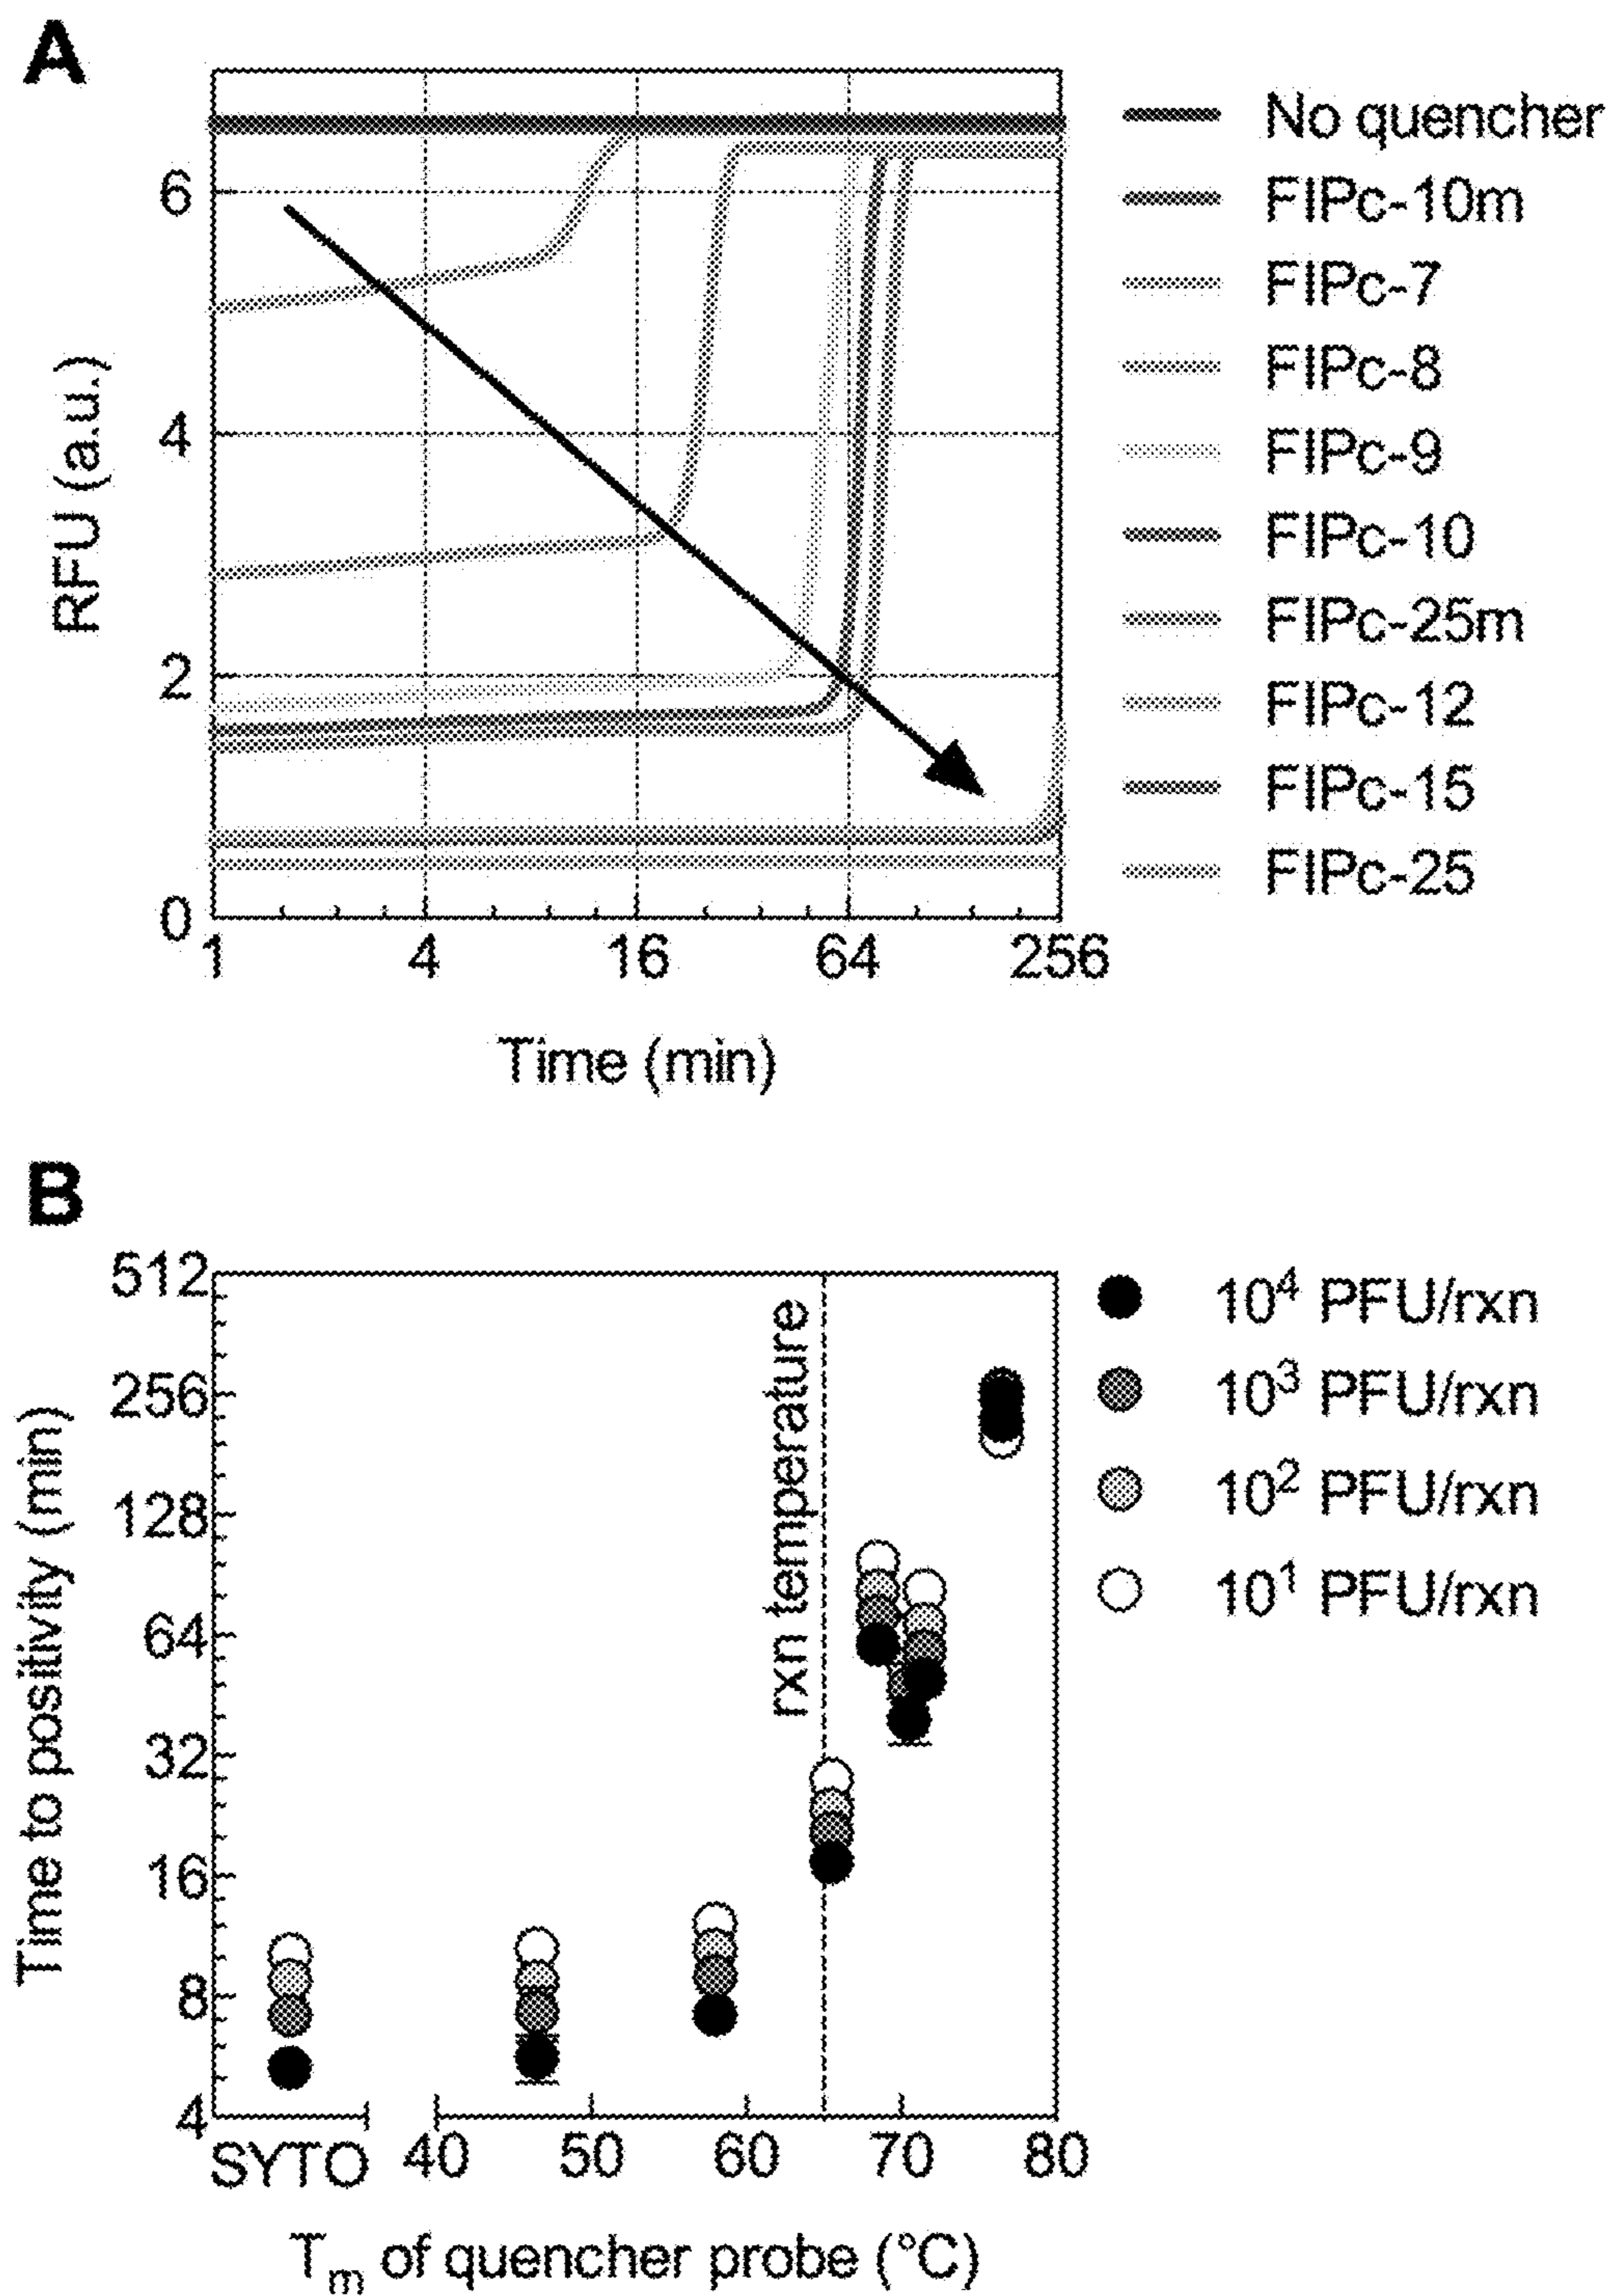 A
RFU (a.u.)
6
4
2
0
1 4 16 64 256
Time (min)
No quencher
FIPc-10m
FIPc-7
FIPc-8
FIPc-9
FIPc-10
FIPc-25m
FIPc-12
FIPc-15
FIPc-25
B
Time to positivity (min)
512
256
128
64
32
16
8
4
rxn temperature
SYTO 40 50 60 70 80
Tm of quencher probe (°C)
10⁴ PFU/rxn
10³ PFU/rxn
10² PFU/rxn
10¹ PFU/rxn